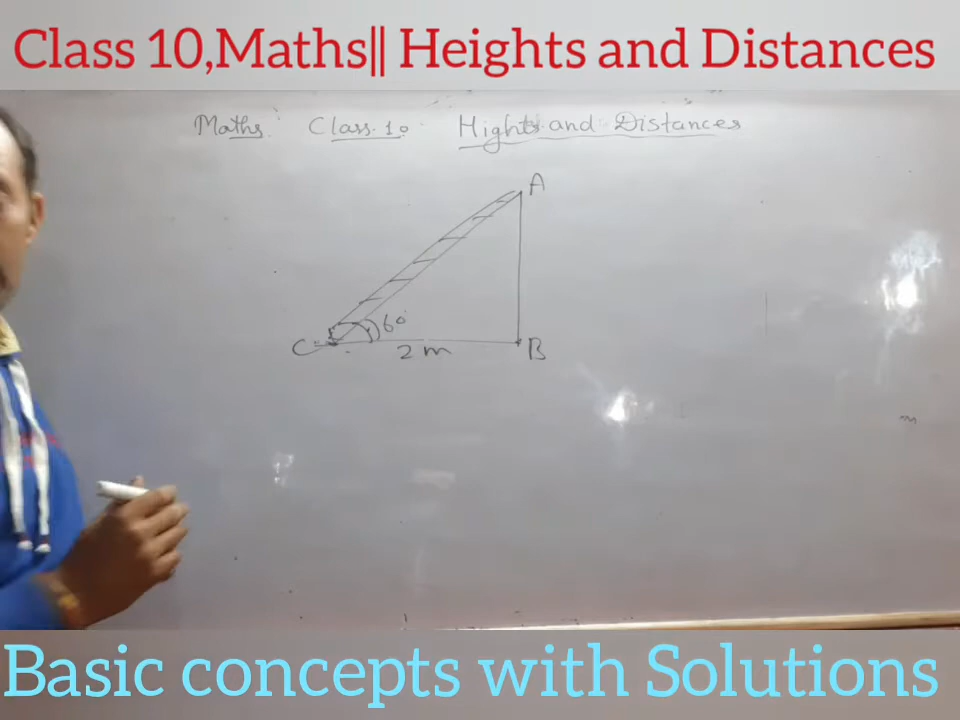 Class 10,Maths|| Heights and Distances
Maths Class 10 Hights and Distances
A
60°
C
2 m
B
Basic concepts with Solutions